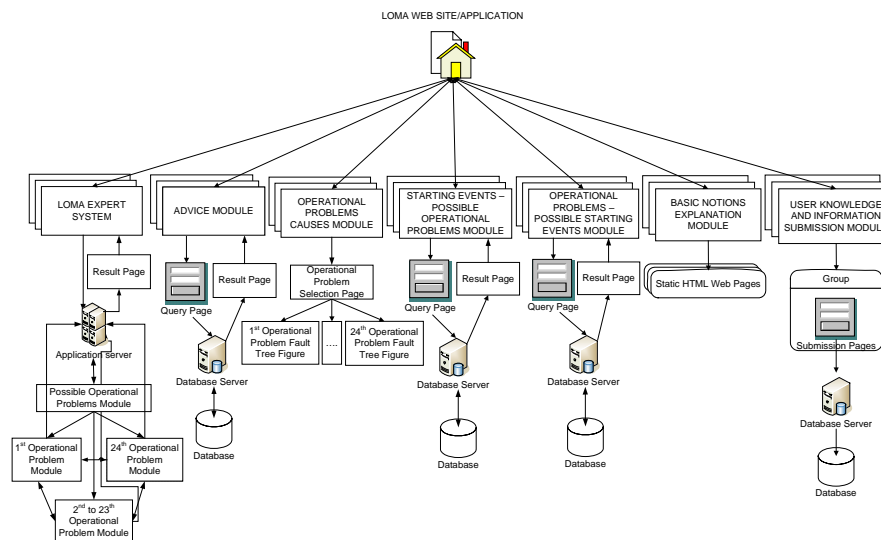 LOMA WEB SITE/APPLICATION
LOMA EXPERT
SYSTEM
ADVICE MODULE
OPERATIONAL
PROBLEMS
CAUSES MODULE
STARTING EVENTS –
POSSIBLE
OPERATIONAL
PROBLEMS MODULE
OPERATIONAL
PROBLEMS –
POSSIBLE STARTING
EVENTS MODULE
BASIC NOTIONS
EXPLANATION
MODULE
USER KNOWLEDGE
AND INFORMATION
SUBMISSION MODULE
Result Page
Query Page
Result Page
Operational
Problem
Selection Page
Query Page
Result Page
Query Page
Result Page
Static HTML Web Pages
Group
Submission Pages
Application server
Database Server
1st Operational
Problem Fault
Tree Figure
....
24th Operational
Problem Fault
Tree Figure
Database Server
Database Server
Database Server
Possible Operational
Problems Module
Database
Database
Database
Database
1st Operational
Problem
Module
24th Operational
Problem
Module
2nd to 23th
Operational
Problem Module